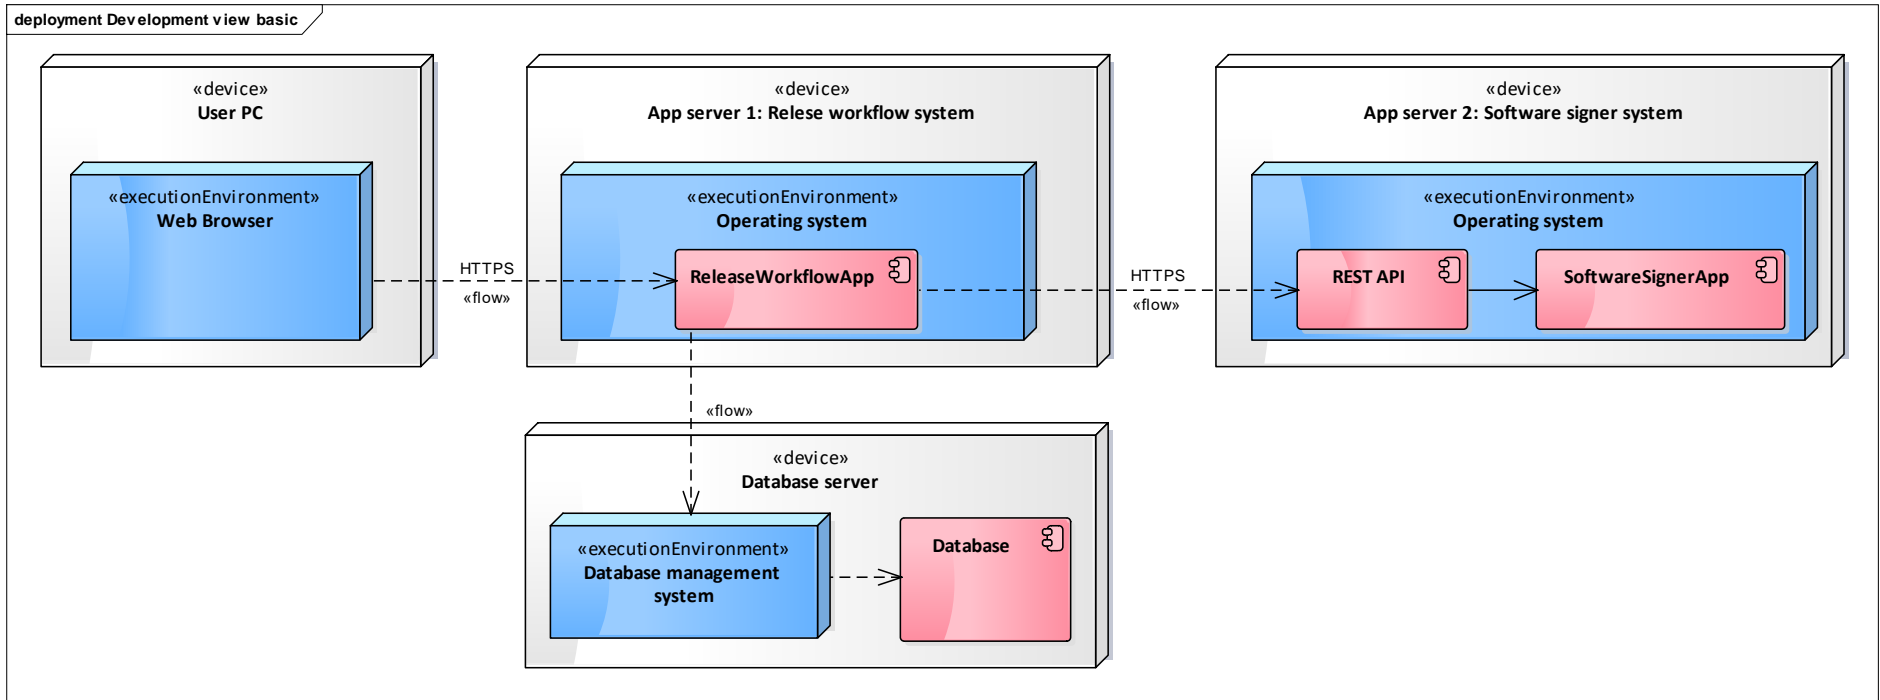 deployment Development view basic
«device»
User PC
«executionEnvironment»
Web Browser
HTTPS
«flow»
«device»
App server 1: Relese workflow system
«executionEnvironment»
Operating system
ReleaseWorkflowApp
HTTPS
«flow»
«device»
App server 2: Software signer system
«executionEnvironment»
Operating system
REST API
SoftwareSignerApp
«flow»
«device»
Database server
«executionEnvironment»
Database management
system
Database